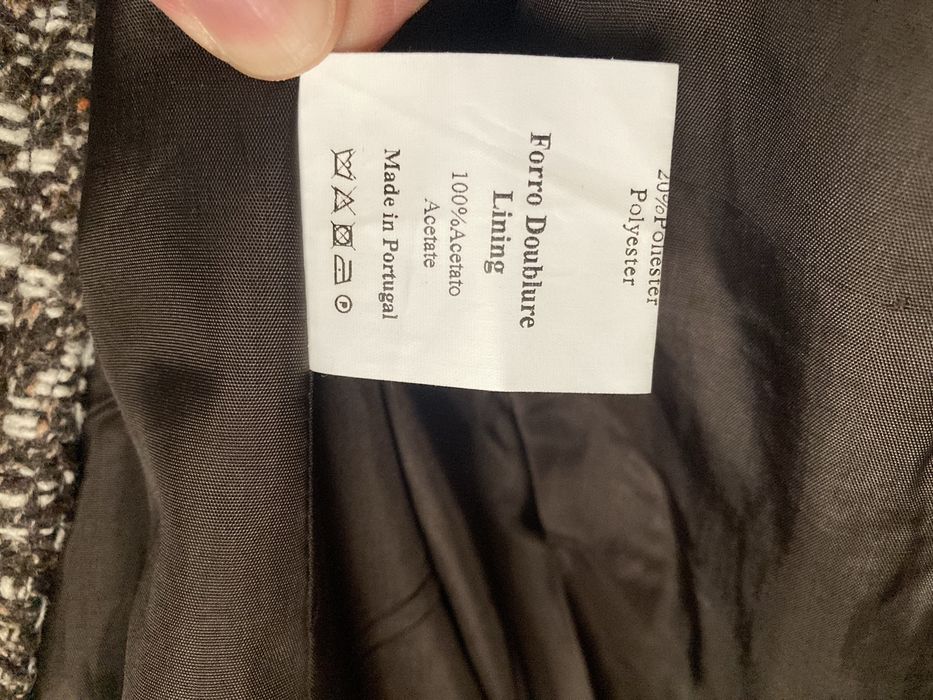 20%Poliester
Polyester
Forro Doublure
Lining
100%Acetato
Acetate
Made in Portugal
P